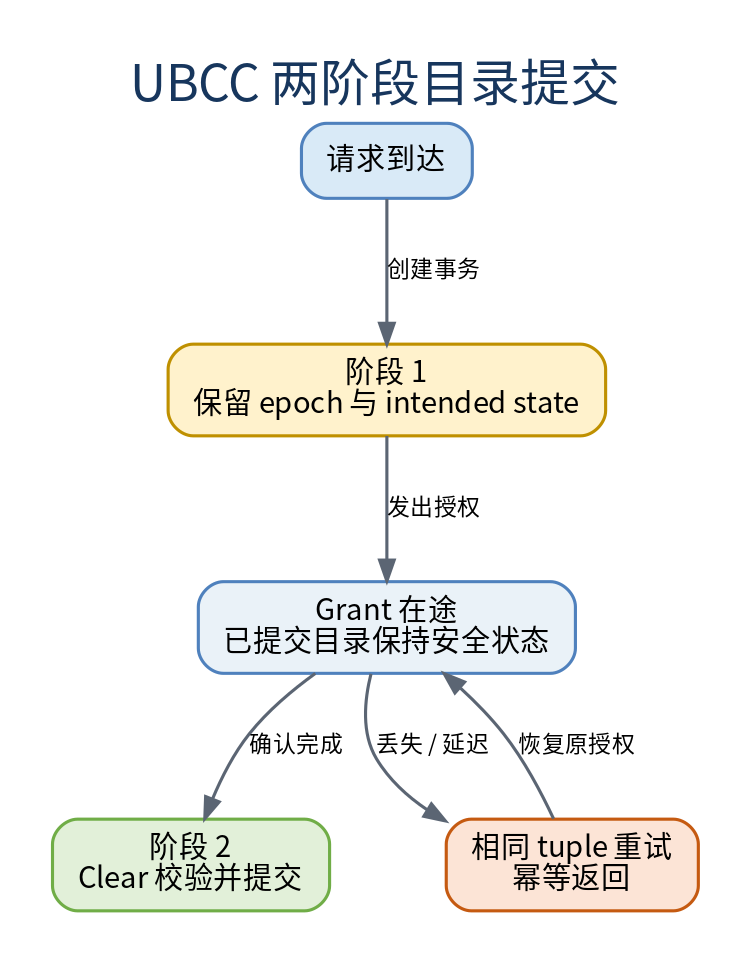 UBCC 两阶段目录提交
请求到达
创建事务
阶段 1
保留 epoch 与 intended state
发出授权
Grant 在途
已提交目录保持安全状态
确认完成
丢失 / 延迟
恢复原授权
阶段 2
Clear 校验并提交
相同 tuple 重试
幂等返回